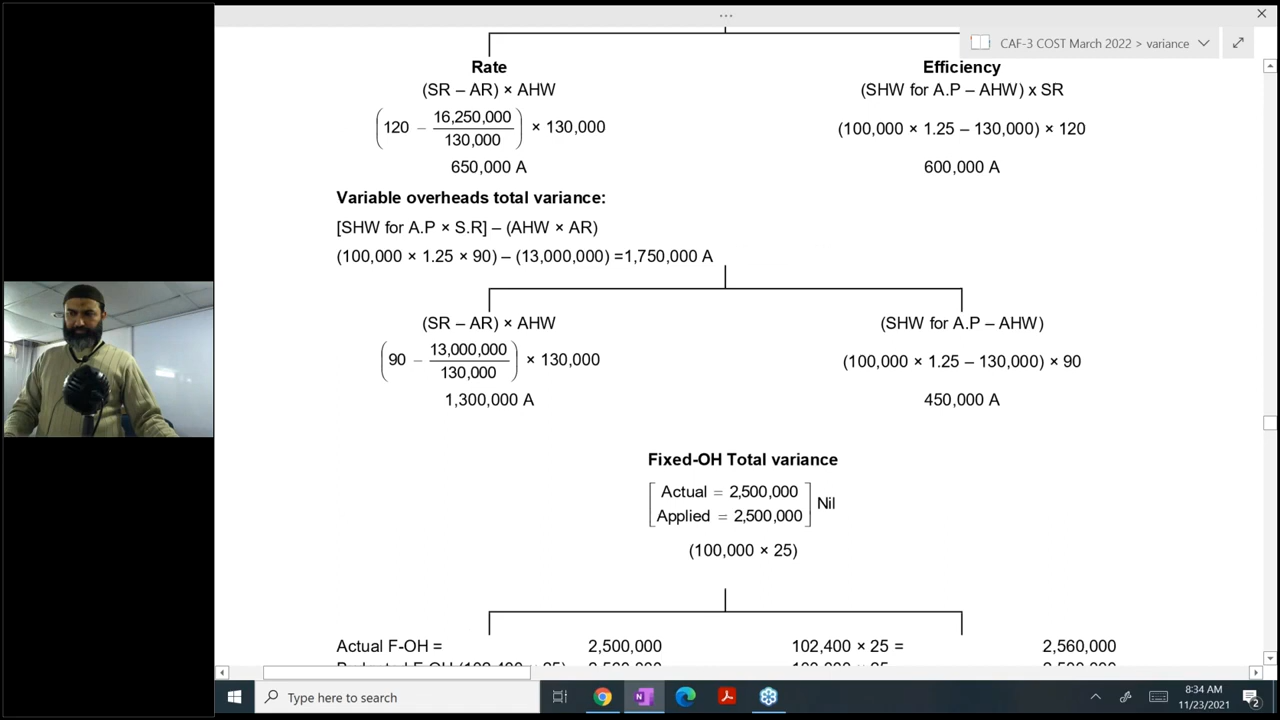 CAF-3 COST March 2022 > variance
Rate
(SR – AR) × AHW
(120 – 16,250,000 / 130,000) × 130,000
650,000 A
Efficiency
(SHW for A.P – AHW) x SR
(100,000 × 1.25 – 130,000) × 120
600,000 A
Variable overheads total variance:
[SHW for A.P × S.R] – (AHW × AR)
(100,000 × 1.25 × 90) – (13,000,000) =1,750,000 A
(SR – AR) × AHW
(90 – 13,000,000 / 130,000) × 130,000
1,300,000 A
(SHW for A.P – AHW)
(100,000 × 1.25 – 130,000) × 90
450,000 A
Fixed-OH Total variance
[Actual = 2,500,000
Applied = 2,500,000] Nil
(100,000 × 25)
Actual F-OH = 2,500,000 102,400 × 25 = 2,560,000
Type here to search
8:34 AM
11/23/2021
2